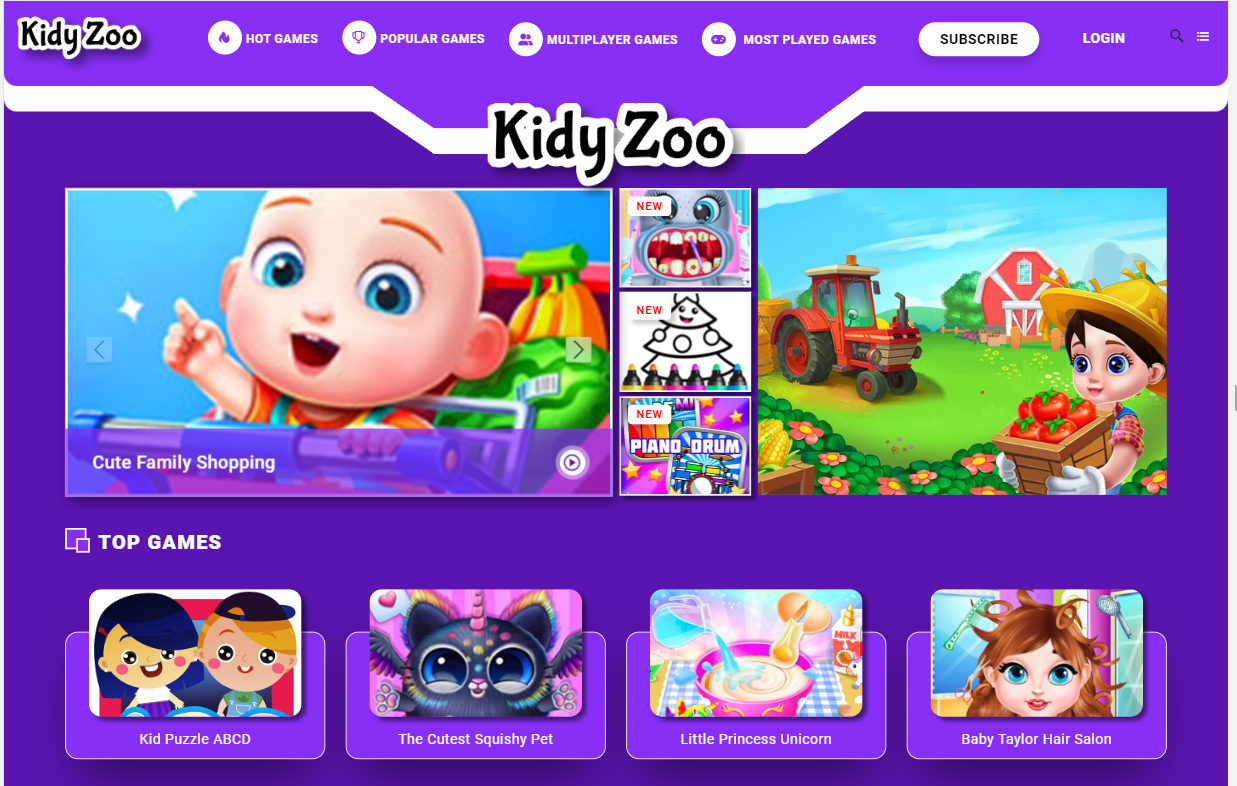 Kidy Zoo
HOT GAMES
POPULAR GAMES
MULTIPLAYER GAMES
MOST PLAYED GAMES
SUBSCRIBE
LOGIN
Kidy Zoo
NEW
NEW
NEW
PIANO DRUM
Cute Family Shopping
TOP GAMES
MILK
Kid Puzzle ABCD
The Cutest Squishy Pet
Little Princess Unicorn
Baby Taylor Hair Salon